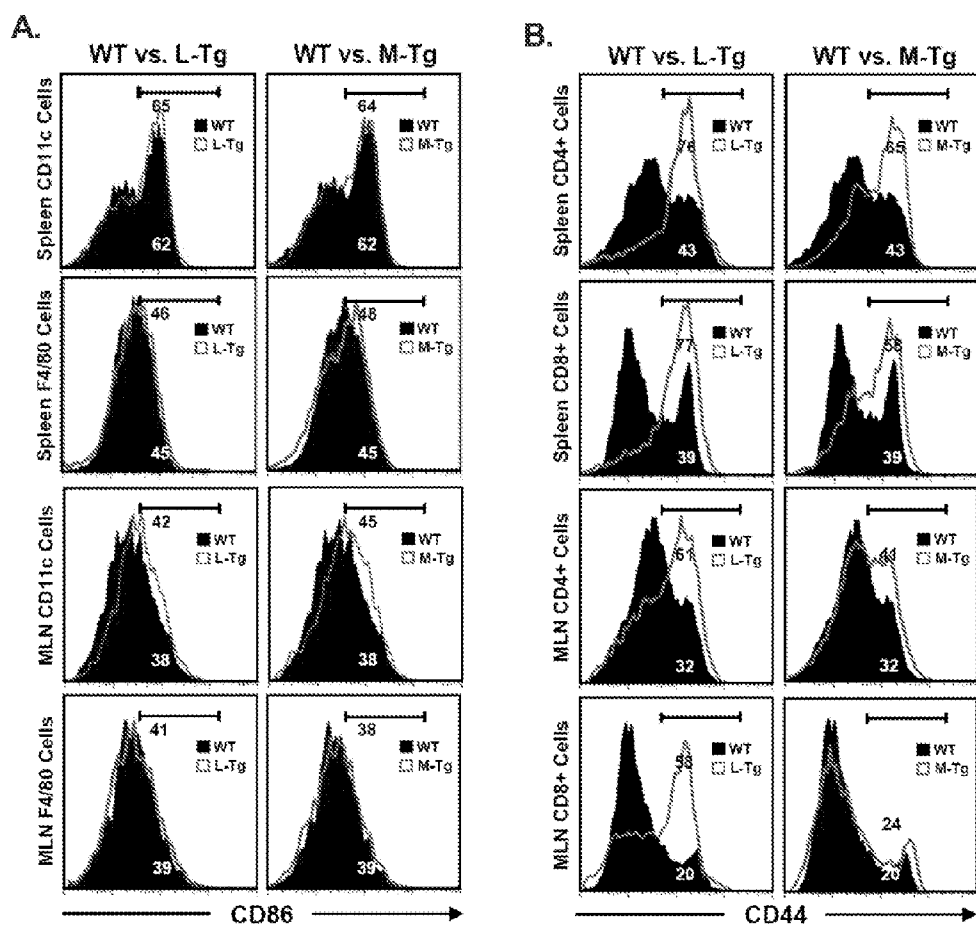 A.
B.
WT vs. L-Tg
WT vs. M-Tg
WT vs. L-Tg
WT vs. M-Tg
Spleen CD11c Cells
65
WT
L-Tg
62
64
WT
M-Tg
62
Spleen CD4+ Cells
76
WT
L-Tg
43
65
WT
M-Tg
43
Spleen F4/80 Cells
46
WT
L-Tg
45
48
WT
M-Tg
45
Spleen CD8+ Cells
77
WT
L-Tg
39
58
WT
M-Tg
39
MLN CD11c Cells
42
WT
L-Tg
38
45
WT
M-Tg
38
MLN CD4+ Cells
61
WT
L-Tg
32
WT
M-Tg
32
MLN F4/80 Cells
41
WT
L-Tg
39
38
WT
M-Tg
39
MLN CD8+ Cells
53
WT
L-Tg
20
24
WT
M-Tg
20
CD86
CD44